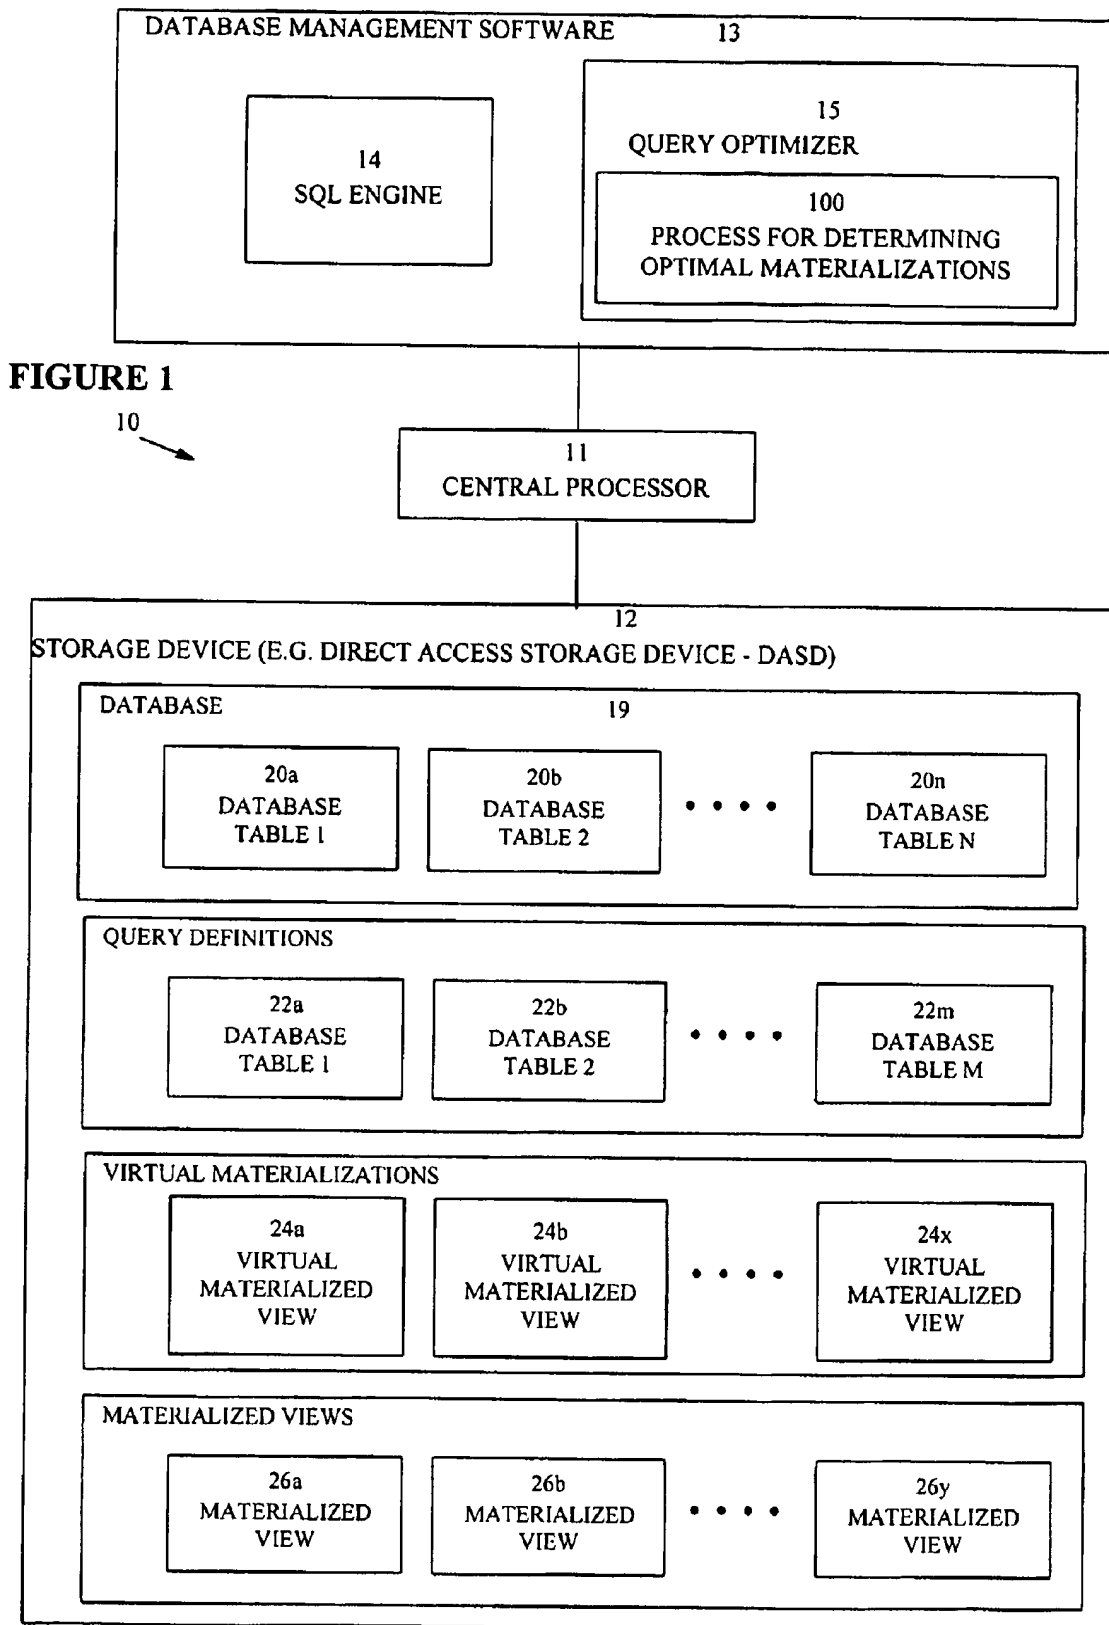 DATABASE MANAGEMENT SOFTWARE 13
14
SQL ENGINE
15
QUERY OPTIMIZER
100
PROCESS FOR DETERMINING
OPTIMAL MATERIALIZATIONS
FIGURE 1
10
11
CENTRAL PROCESSOR
12
STORAGE DEVICE (E.G. DIRECT ACCESS STORAGE DEVICE - DASD)
DATABASE 19
20a
DATABASE
TABLE 1
20b
DATABASE
TABLE 2
20n
DATABASE
TABLE N
QUERY DEFINITIONS
22a
DATABASE
TABLE 1
22b
DATABASE
TABLE 2
22m
DATABASE
TABLE M
VIRTUAL MATERIALIZATIONS
24a
VIRTUAL
MATERIALIZED
VIEW
24b
VIRTUAL
MATERIALIZED
VIEW
24x
VIRTUAL
MATERIALIZED
VIEW
MATERIALIZED VIEWS
26a
MATERIALIZED
VIEW
26b
MATERIALIZED
VIEW
26y
MATERIALIZED
VIEW